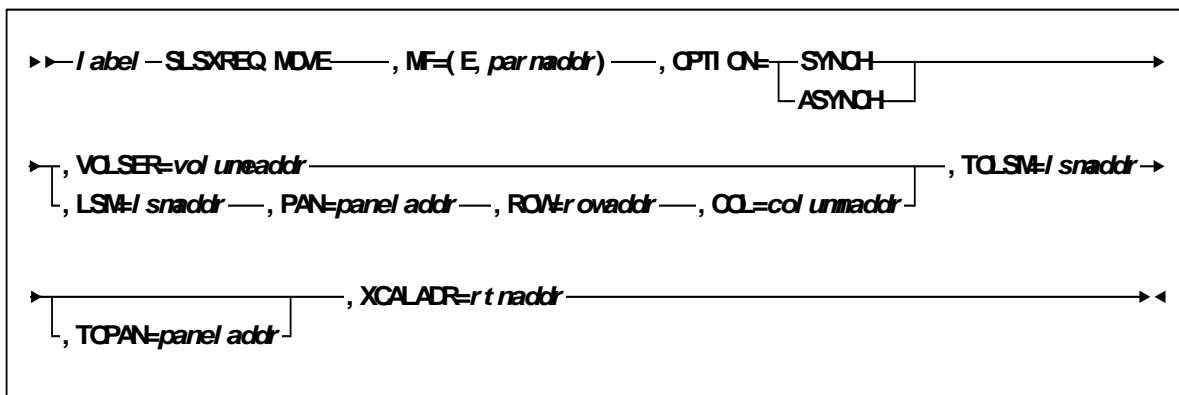 label SLSXREQ MOVE , MF=(E, parmaddr) , OPTION= SYNCH
ASYNCH
, VOLSER=volumeaddr , TOLSM=lsmaddr
, LSM=lsmaddr , PAN=paneladdr , ROW=rowaddr , COL=columnaddr
, XCALADR=rtnaddr
, TOPAN=paneladdr